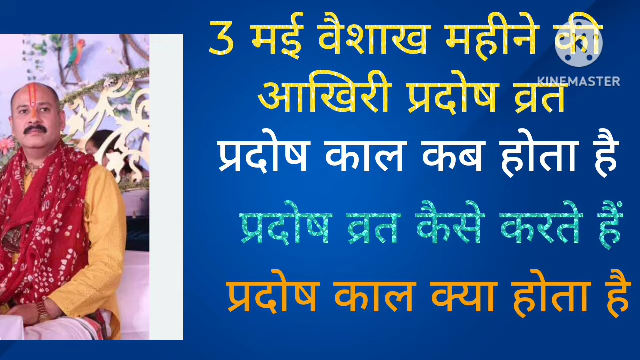 3 मई वैशाख महीने की
आखिरी प्रदोष व्रत
KINEMASTER
प्रदोष काल कब होता है
प्रदोष व्रत कैसे करते हैं
प्रदोष काल क्या होता है